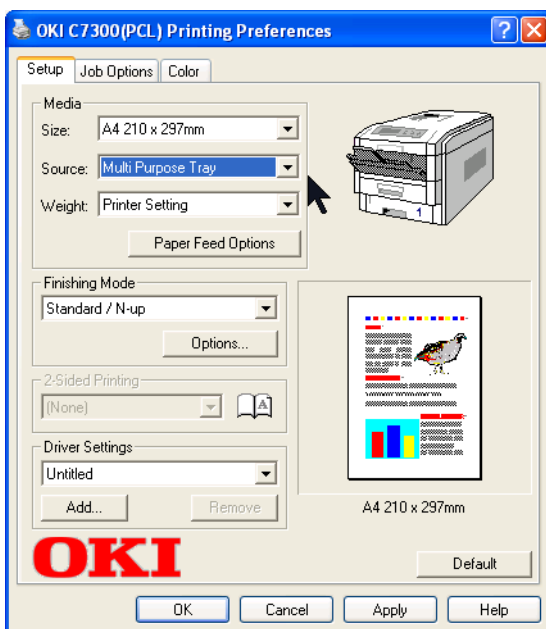 OKI C7300(PCL) Printing Preferences
Setup
Job Options
Color
Media
Size:
A4 210 x 297mm
Source:
Multi Purpose Tray
Weight:
Printer Setting
Paper Feed Options
1
Finishing Mode
Standard / N-up
Options...
2-Sided Printing
(None)
A
Driver Settings
Untitled
Add...
Remove
A4 210 x 297mm
OKI
Default
OK
Cancel
Apply
Help